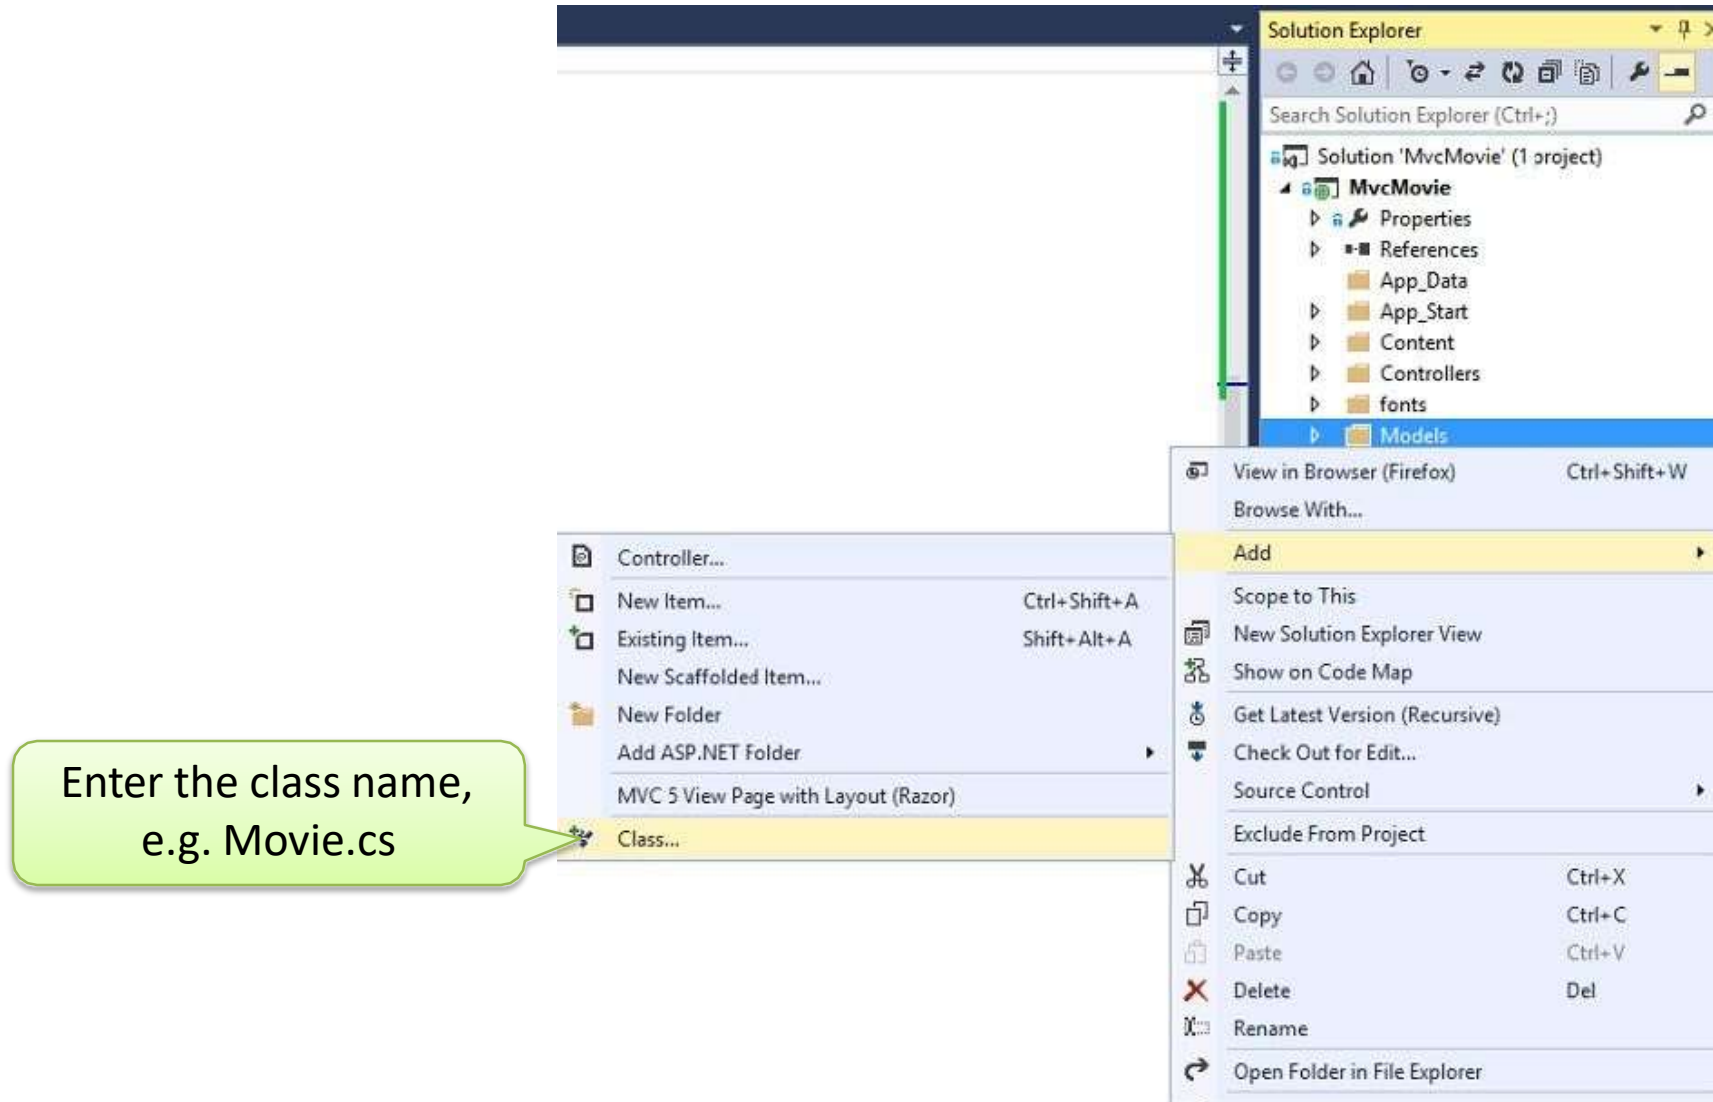 Solution Explorer
Search Solution Explorer (Ctrl+;)
Solution 'MvcMovie' (1 project)
MvcMovie
Properties
References
App_Data
App_Start
Content
Controllers
fonts
Models
View in Browser (Firefox) Ctrl+Shift+W
Browse With...
Add
Scope to This
New Solution Explorer View
Show on Code Map
Get Latest Version (Recursive)
Check Out for Edit...
Source Control
Exclude From Project
Cut Ctrl+X
Copy Ctrl+C
Paste Ctrl+V
Delete Del
Rename
Open Folder in File Explorer
Controller...
New Item... Ctrl+Shift+A
Existing Item... Shift+Alt+A
New Scaffolded Item...
New Folder
Add ASP.NET Folder
MVC 5 View Page with Layout (Razor)
Class...
Enter the class name,
e.g. Movie.cs